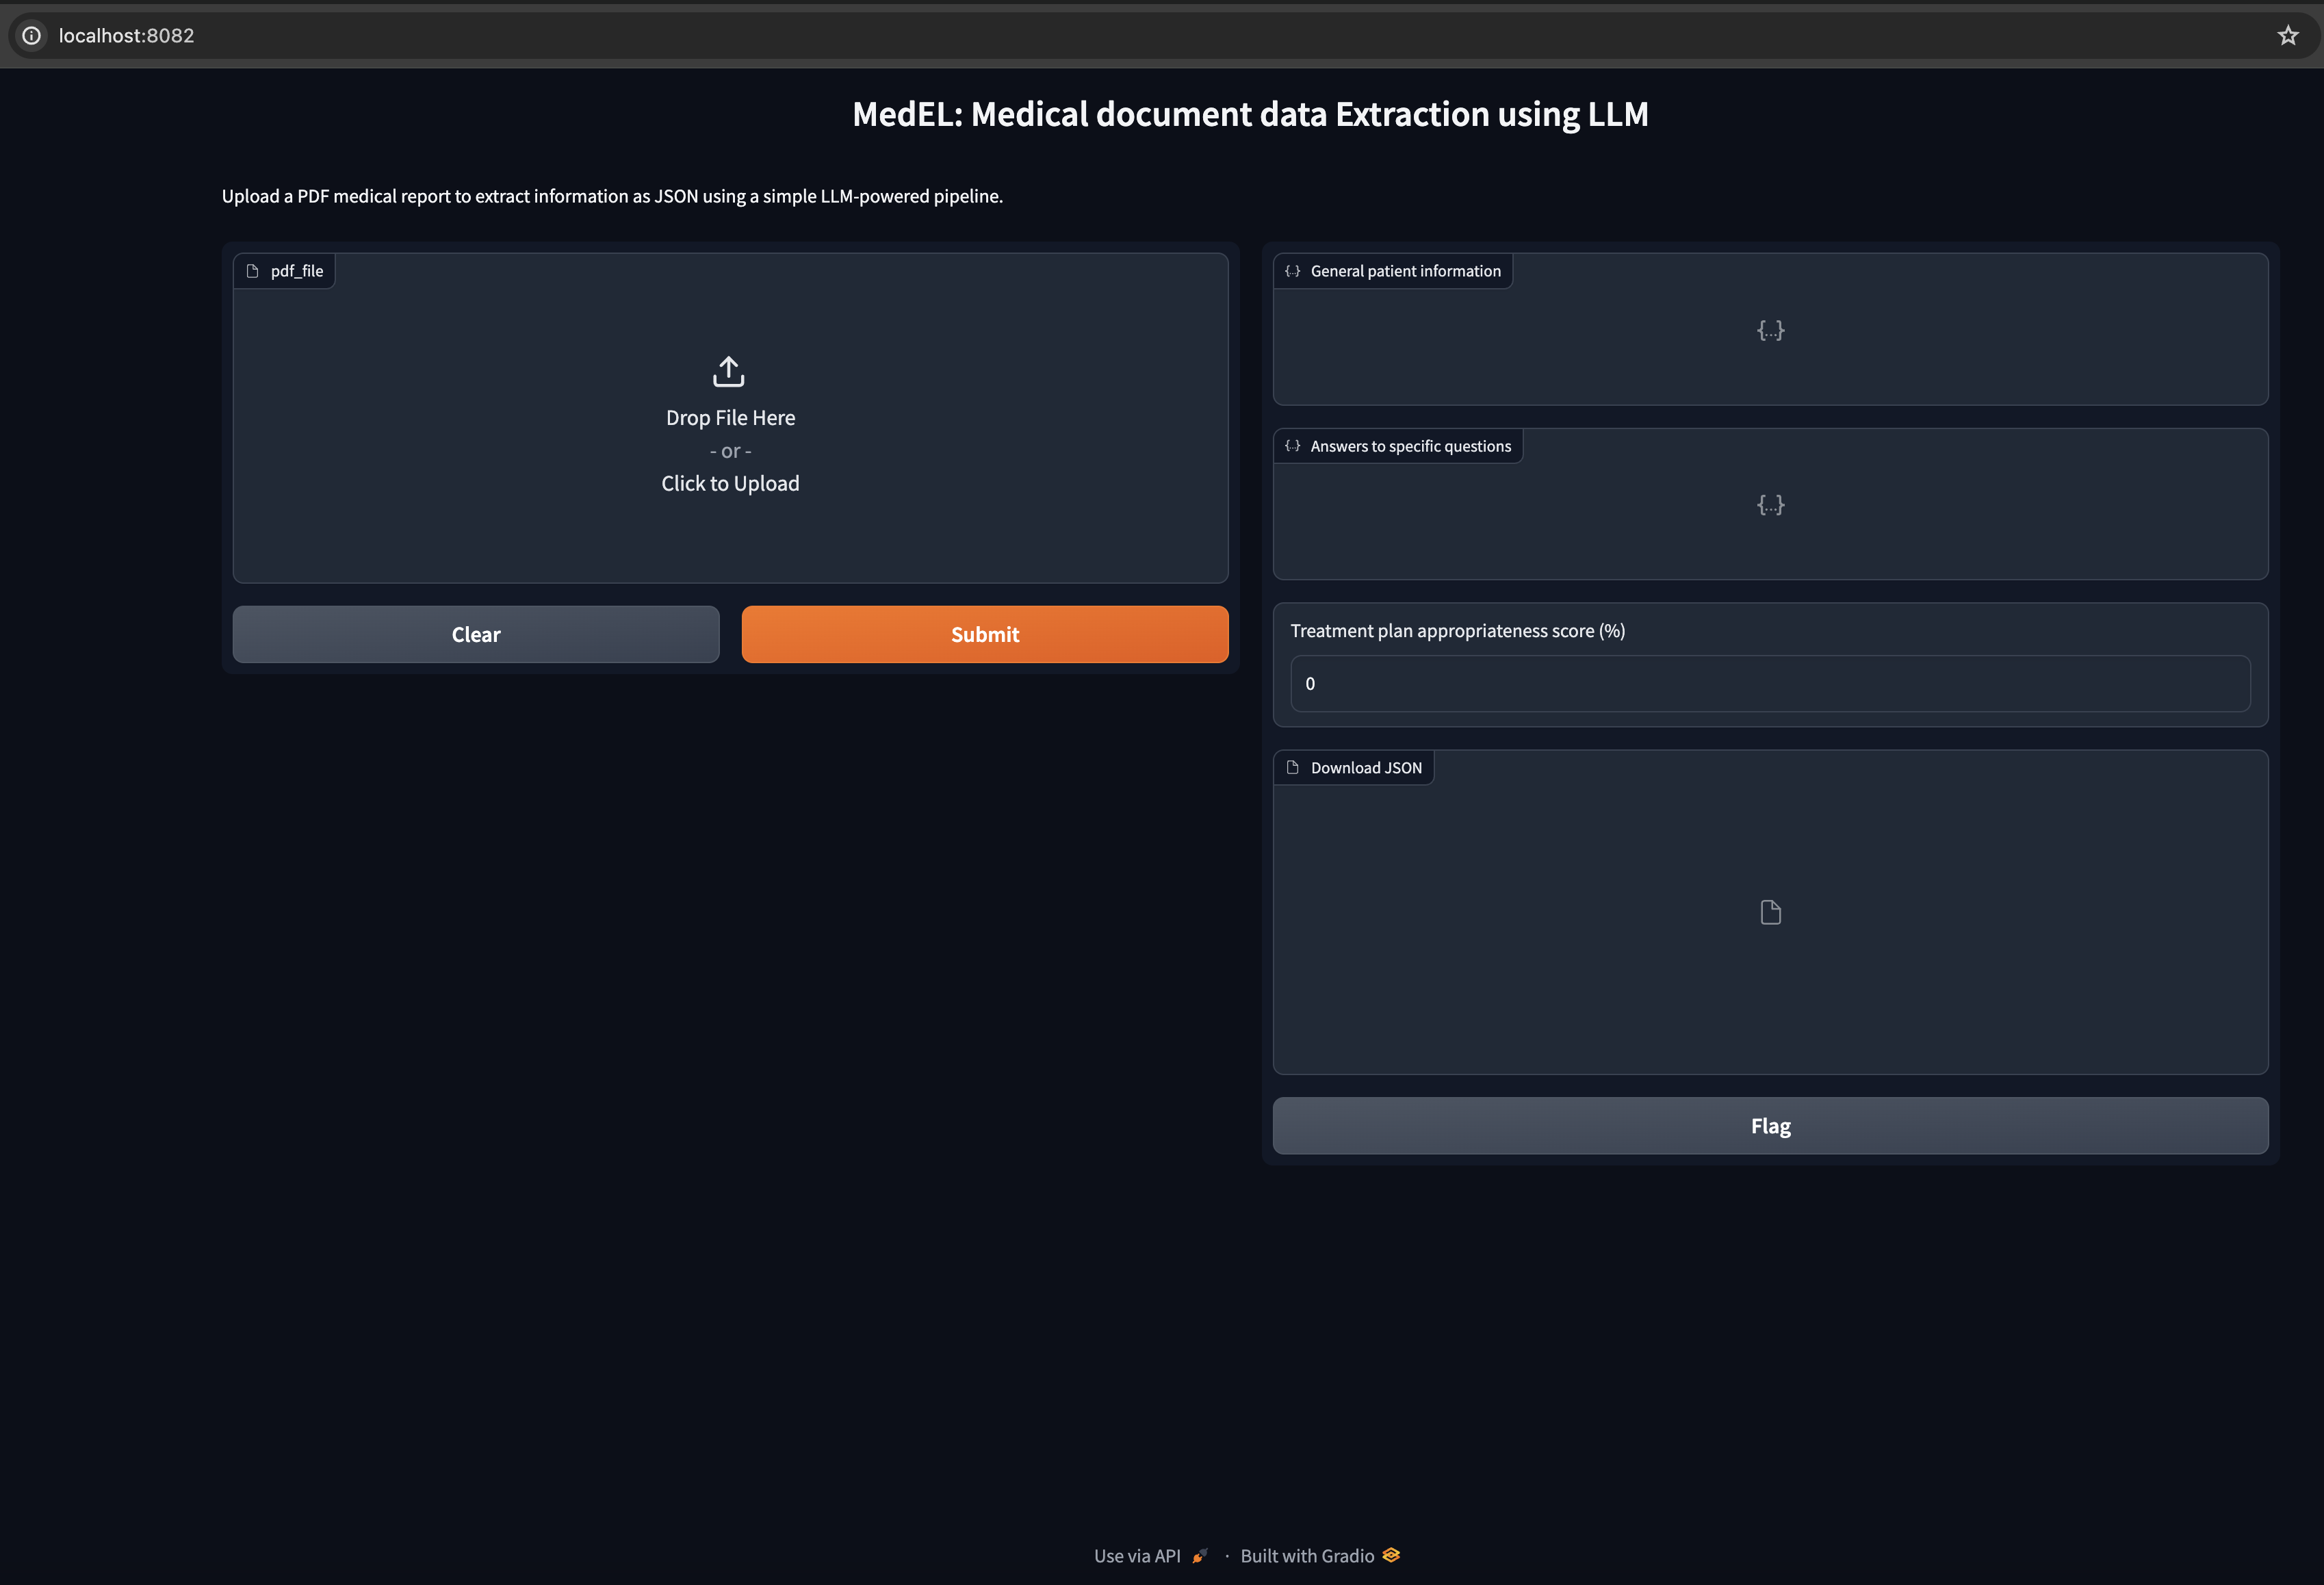 localhost:8082
MedEL: Medical document data Extraction using LLM
Upload a PDF medical report to extract information as JSON using a simple LLM-powered pipeline.
pdf_file
Drop File Here
- or -
Click to Upload
Clear
Submit
General patient information
{...}
Answers to specific questions
{...}
Treatment plan appropriateness score (%)
0
Download JSON
Flag
Use via API · Built with Gradio